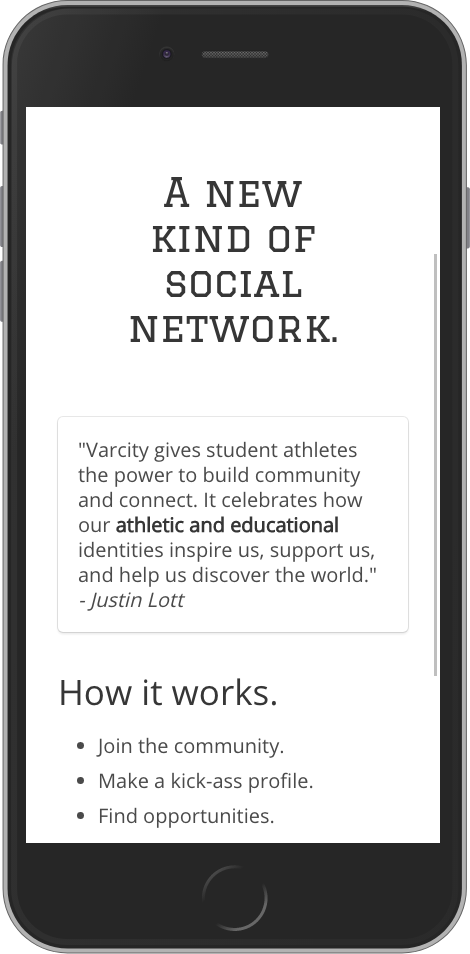 A NEW
KIND OF
SOCIAL
NETWORK.
"Varcity gives student athletes
the power to build community
and connect. It celebrates how
our athletic and educational
identities inspire us, support us,
and help us discover the world."
- Justin Lott
How it works.
• Join the community.
• Make a kick-ass profile.
• Find opportunities.